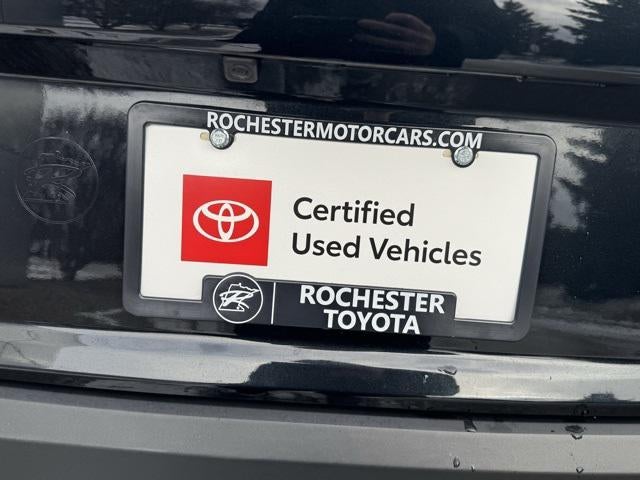 ROCHESTERMOTORCARS.COM
Certified
Used Vehicles
ROCHESTER
TOYOTA